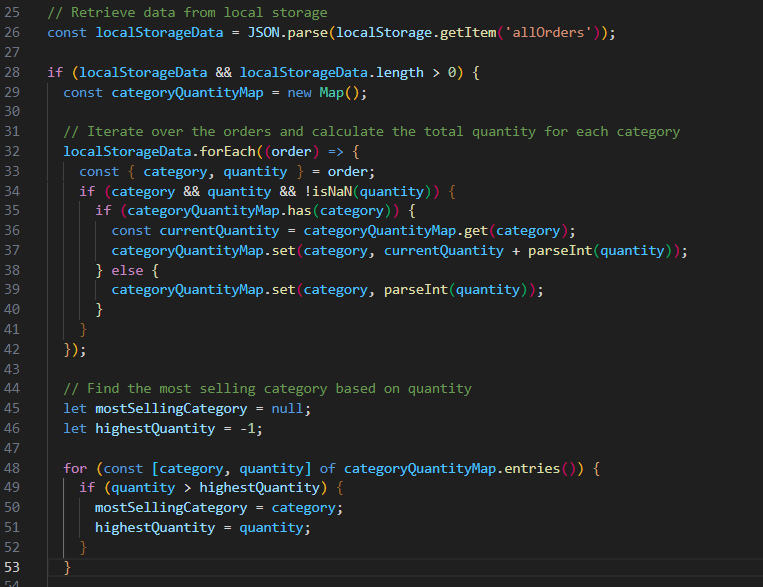 25 // Retrieve data from local storage
26 const localStorageData = JSON.parse(localStorage.getItem('allOrders'));
27
28 if (localStorageData && localStorageData.length > 0) {
29   const categoryQuantityMap = new Map();
30
31   // Iterate over the orders and calculate the total quantity for each category
32   localStorageData.forEach((order) => {
33     const { category, quantity } = order;
34     if (category && quantity && !isNaN(quantity)) {
35       if (categoryQuantityMap.has(category)) {
36         const currentQuantity = categoryQuantityMap.get(category);
37         categoryQuantityMap.set(category, currentQuantity + parseInt(quantity));
38       } else {
39         categoryQuantityMap.set(category, parseInt(quantity));
40       }
41     }
42   });
43
44   // Find the most selling category based on quantity
45   let mostSellingCategory = null;
46   let highestQuantity = -1;
47
48   for (const [category, quantity] of categoryQuantityMap.entries()) {
49     if (quantity > highestQuantity) {
50       mostSellingCategory = category;
51       highestQuantity = quantity;
52     }
53   }
54